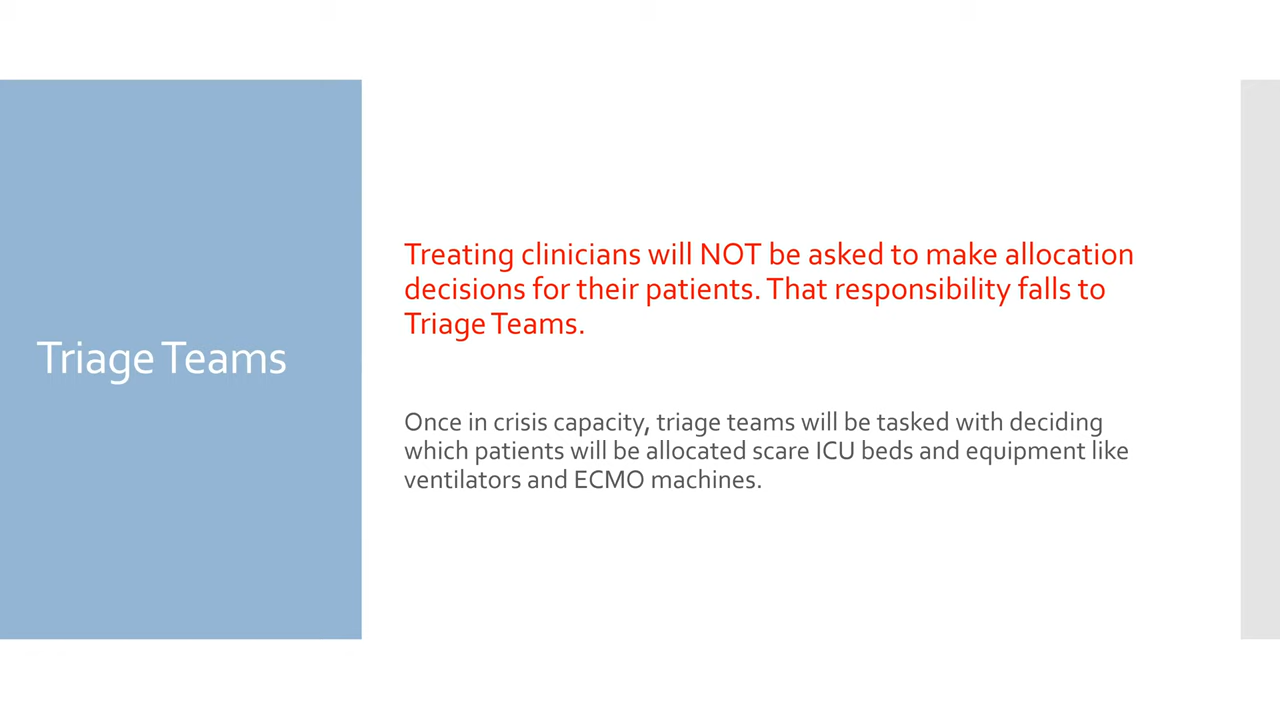 Triage Teams
Treating clinicians will NOT be asked to make allocation
decisions for their patients. That responsibility falls to
Triage Teams.
Once in crisis capacity, triage teams will be tasked with deciding
which patients will be allocated scare ICU beds and equipment like
ventilators and ECMO machines.